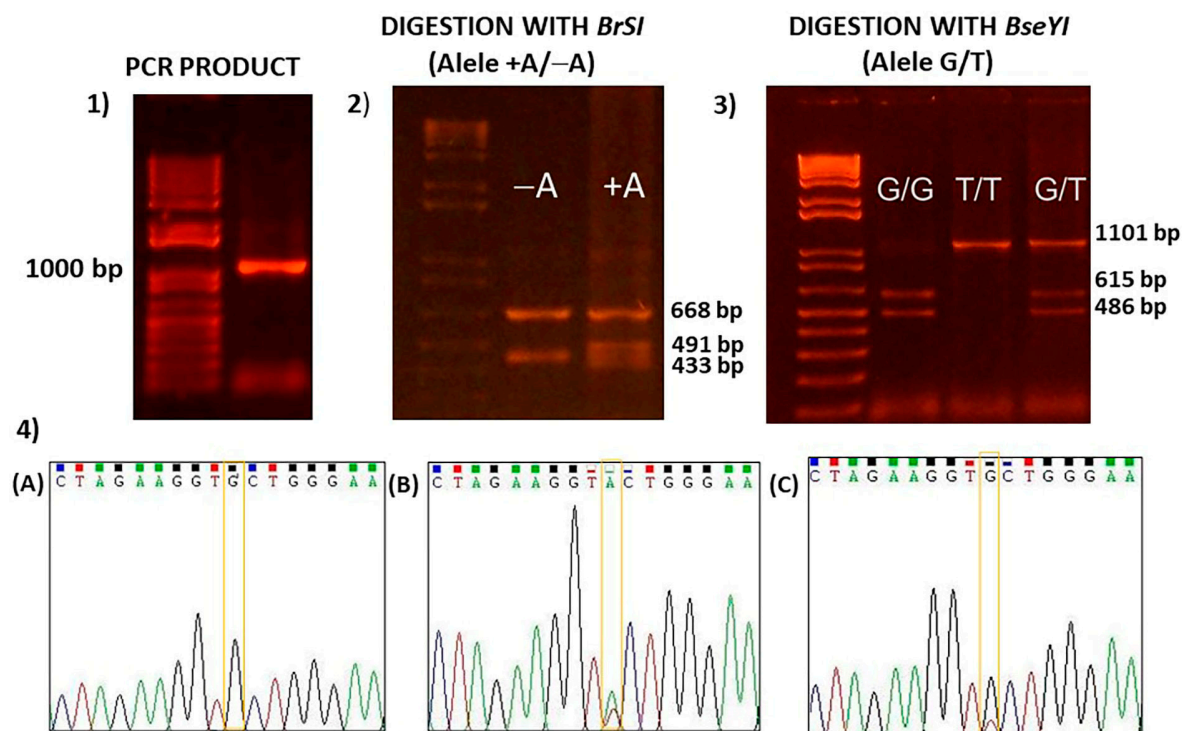 PCR PRODUCT
DIGESTION WITH BrSI
(Alele +A/–A)
DIGESTION WITH BseYI
(Alele G/T)
1)
2)
3)
1000 bp
–A
+A
668 bp
491 bp
433 bp
G/G
T/T
G/T
1101 bp
615 bp
486 bp
4)
(A)
C T A G A A G G T G C T G G G A A
(B)
C T A G A A G G T A C T G G G A A
(C)
C T A G A A G G T G C T G G G A A